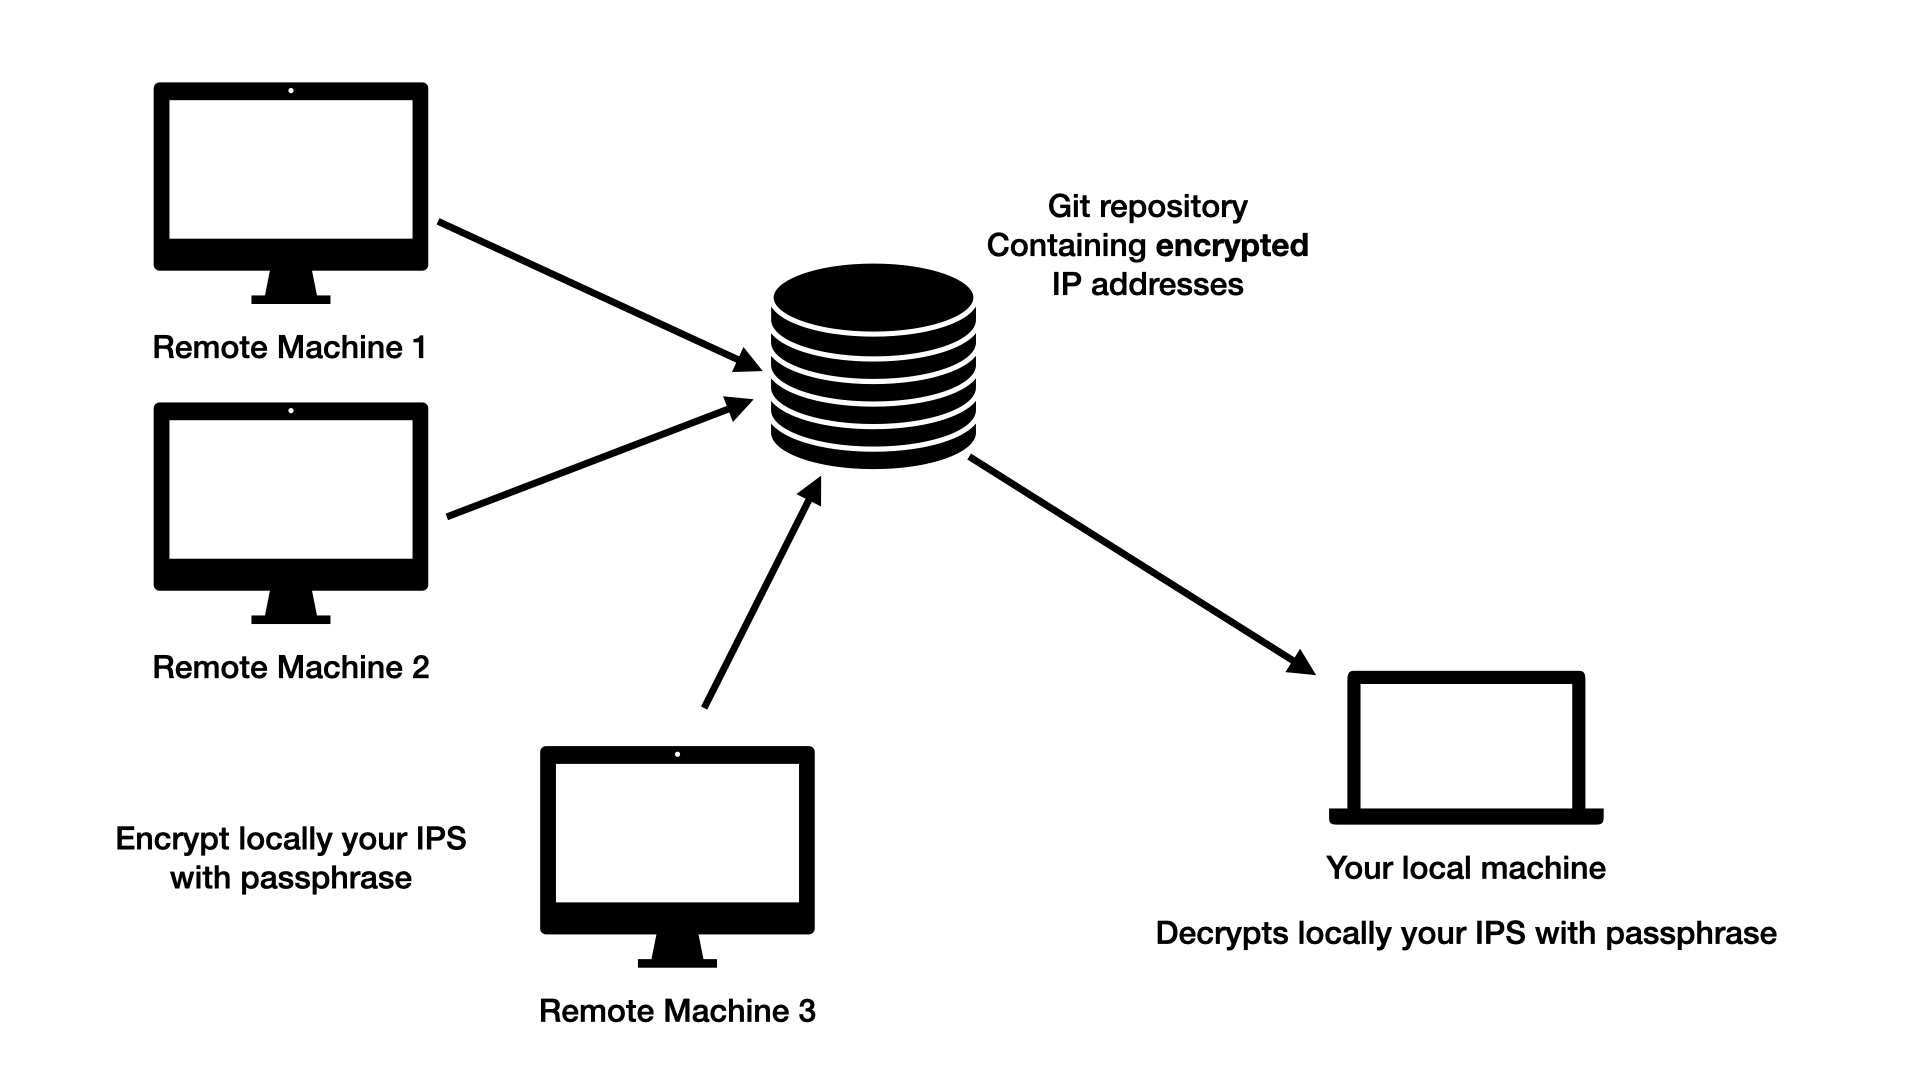 Git repository
Containing encrypted
IP addresses
Remote Machine 1
Remote Machine 2
Encrypt locally your IPS
with passphrase
Remote Machine 3
Your local machine
Decrypts locally your IPS with passphrase